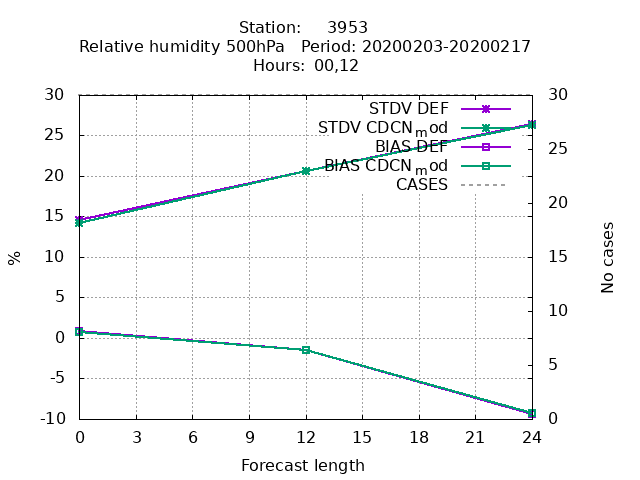 Station: 3953
Relative humidity 500hPa Period: 20200203-20200217
Hours: 00,12
30 30
STDV DEF
STDV CDCNmod
25 25
BIAS DEF
BIAS CDCNmod
20 20
CASES
15 15
10 10
5 5
0 0
-5
-10
%
No cases
0 3 6 9 12 15 18 21 24
Forecast length